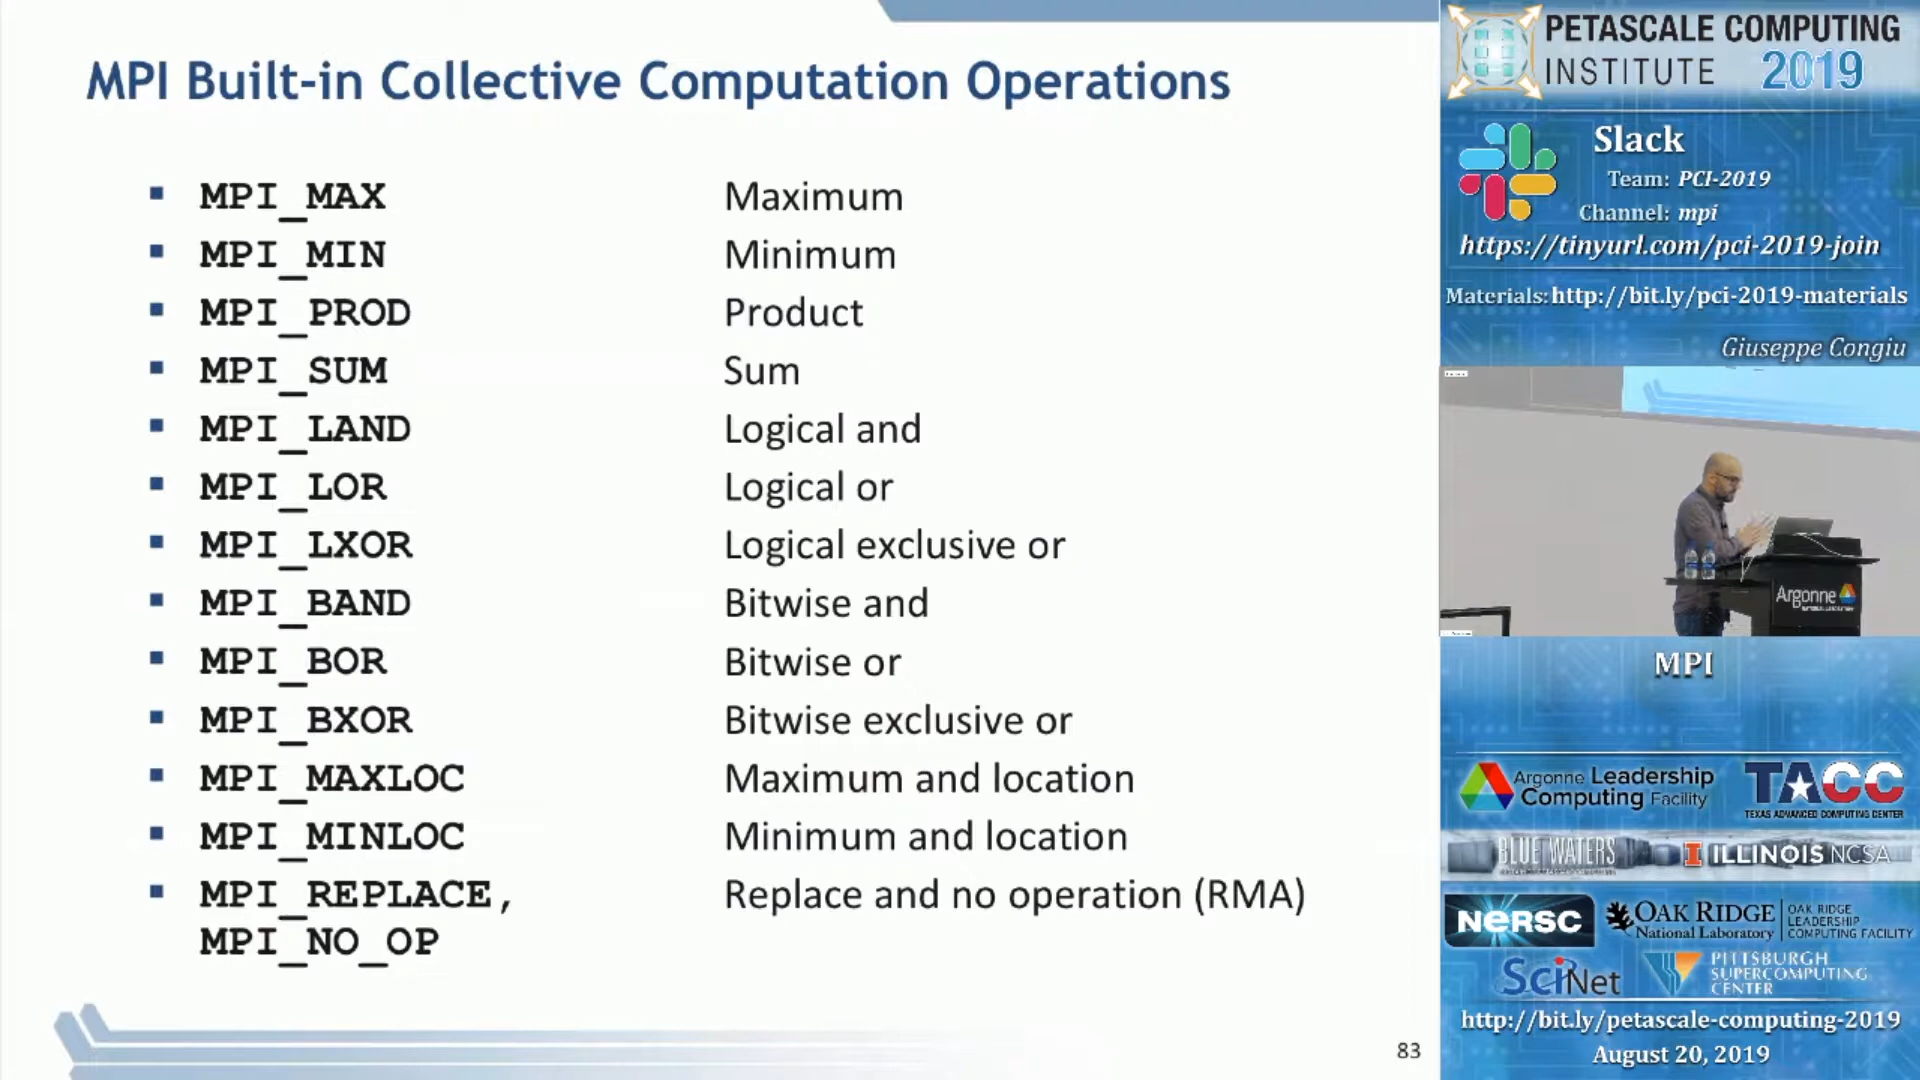 MPI Built-in Collective Computation Operations
▪ MPI_MAX Maximum
▪ MPI_MIN Minimum
▪ MPI_PROD Product
▪ MPI_SUM Sum
▪ MPI_LAND Logical and
▪ MPI_LOR Logical or
▪ MPI_LXOR Logical exclusive or
▪ MPI_BAND Bitwise and
▪ MPI_BOR Bitwise or
▪ MPI_BXOR Bitwise exclusive or
▪ MPI_MAXLOC Maximum and location
▪ MPI_MINLOC Minimum and location
▪ MPI_REPLACE, Replace and no operation (RMA)
MPI_NO_OP
83
PETASCALE COMPUTING
INSTITUTE 2019
Slack
Team: PCI-2019
Channel: mpi
https://tinyurl.com/pci-2019-join
Materials: http://bit.ly/pci-2019-materials
Giuseppe Congiu
Argonne
MPI
Argonne Leadership
Computing Facility
TACC
TEXAS ADVANCED COMPUTING CENTER
BLUE WATERS
I ILLINOIS NCSA
NERSC
OAK RIDGE
National Laboratory
OAK RIDGE
LEADERSHIP
COMPUTING FACILITY
SciNet
PITTSBURGH
SUPERCOMPUTING
CENTER
http://bit.ly/petascale-computing-2019
August 20, 2019